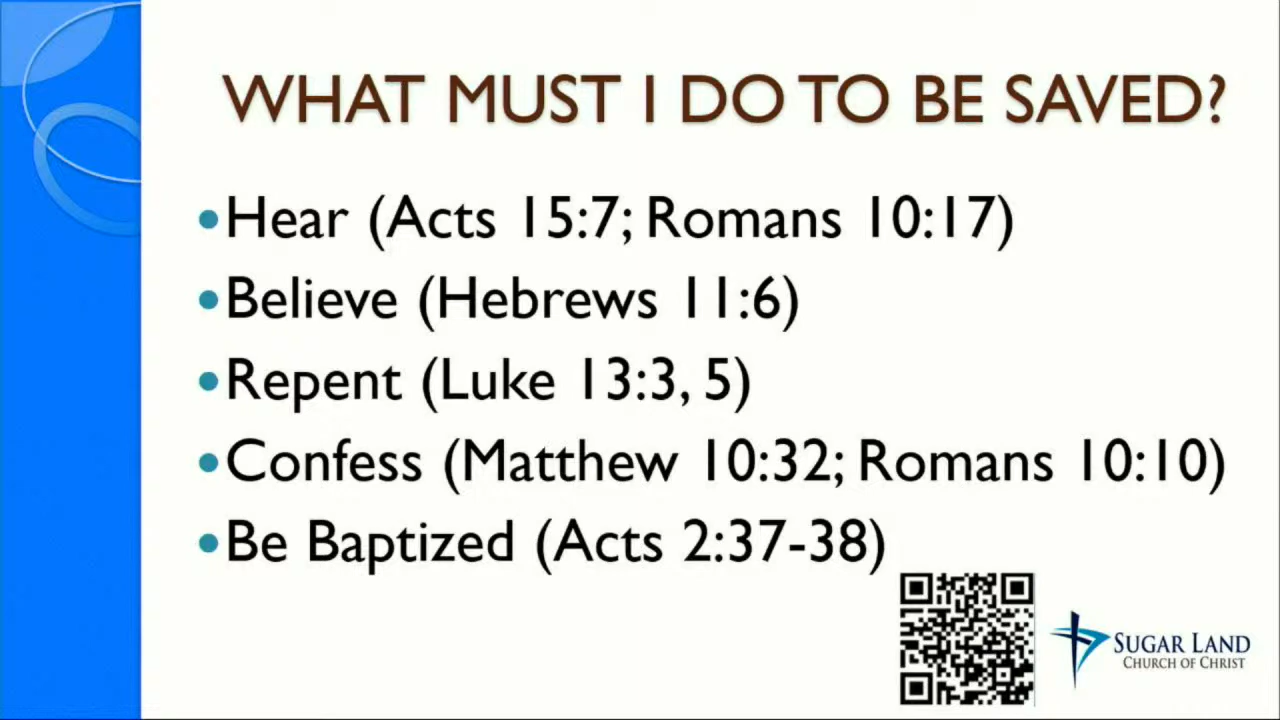 WHAT MUST I DO TO BE SAVED?
•Hear (Acts 15:7; Romans 10:17)
•Believe (Hebrews 11:6)
•Repent (Luke 13:3, 5)
•Confess (Matthew 10:32; Romans 10:10)
•Be Baptized (Acts 2:37-38)
SUGAR LAND
CHURCH OF CHRIST